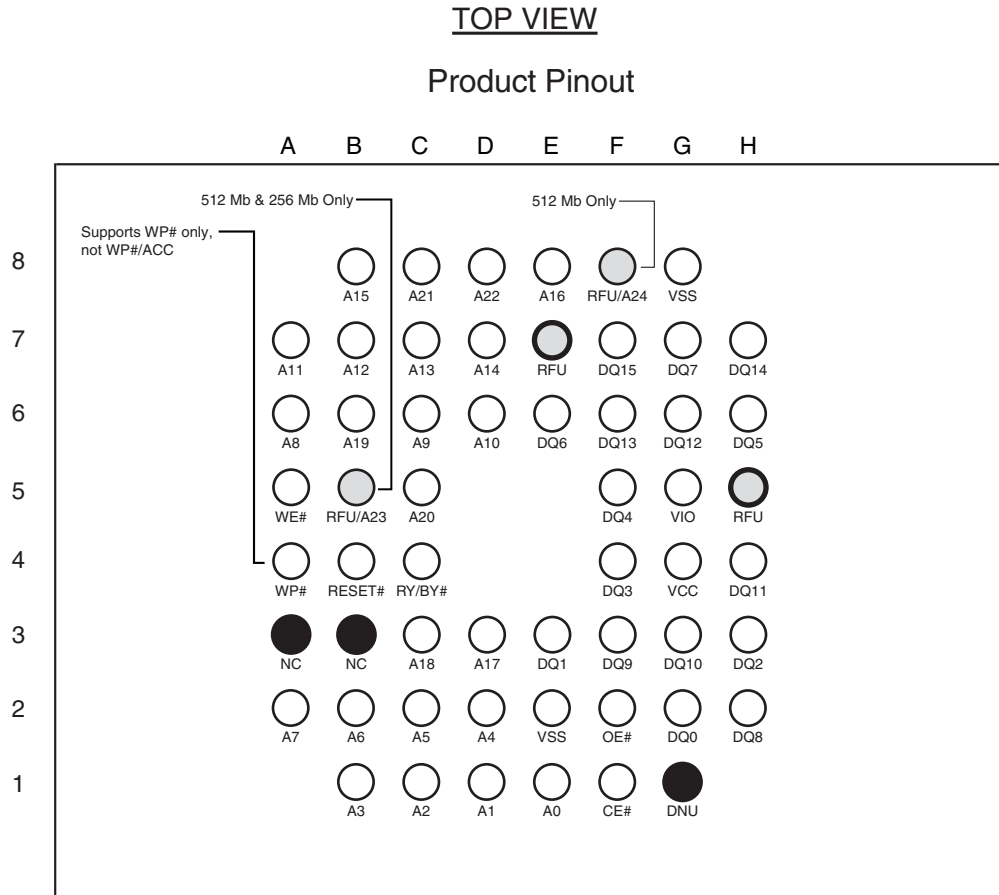 TOP VIEW
Product Pinout
A B C D E F G H
512 Mb & 256 Mb Only
512 Mb Only
Supports WP# only,
not WP#/ACC
8
A15 A21 A22 A16 RFU/A24 VSS
7
A11 A12 A13 A14 RFU DQ15 DQ7 DQ14
6
A8 A19 A9 A10 DQ6 DQ13 DQ12 DQ5
5
WE# RFU/A23 A20 DQ4 VIO RFU
4
WP# RESET# RY/BY# DQ3 VCC DQ11
3
NC NC A18 A17 DQ1 DQ9 DQ10 DQ2
2
A7 A6 A5 A4 VSS OE# DQ0 DQ8
1
A3 A2 A1 A0 CE# DNU